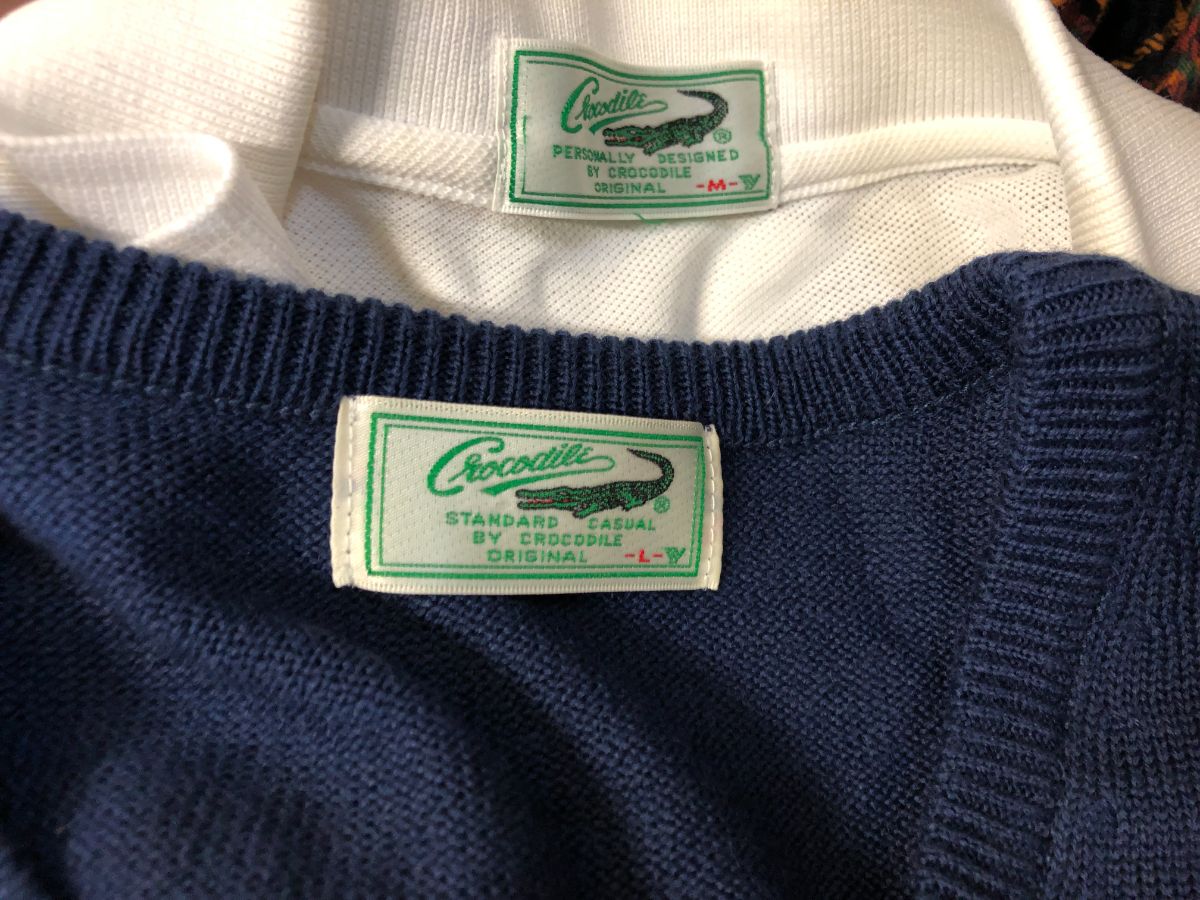 Crocodile
®
PERSONALLY DESIGNED
BY CROCODILE
ORIGINAL -M-
Crocodile
®
STANDARD CASUAL
BY CROCODILE
ORIGINAL -L-